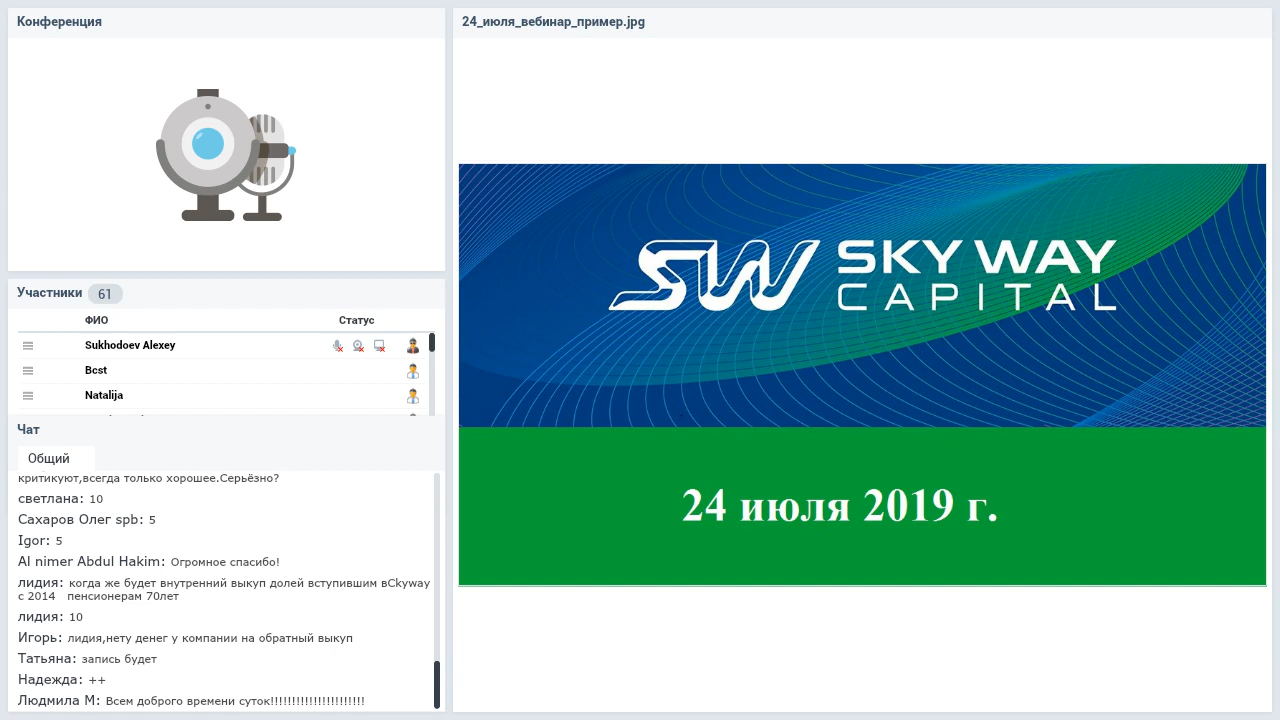 Конференция
Участники 61
ФИО Статус
Sukhodoev Alexey
Bcst
Natalija
Чат
Общий
критикуют,всегда только хорошее.Серьёзно?
светлана: 10
Сахаров Олег spb: 5
Igor: 5
Al nimer Abdul Hakim: Огромное спасибо!
лидия: когда же будет внутренний выкуп долей вступившим вСkyway
с 2014 пенсионерам 70лет
лидия: 10
Игорь: лидия,нету денег у компании на обратный выкуп
Татьяна: запись будет
Надежда: ++
Людмила М: Всем доброго времени суток!!!!!!!!!!!!!!!!!!!!!!
24_июля_вебинар_пример.jpg
SW SKY WAY
CAPITAL
24 июля 2019 г.